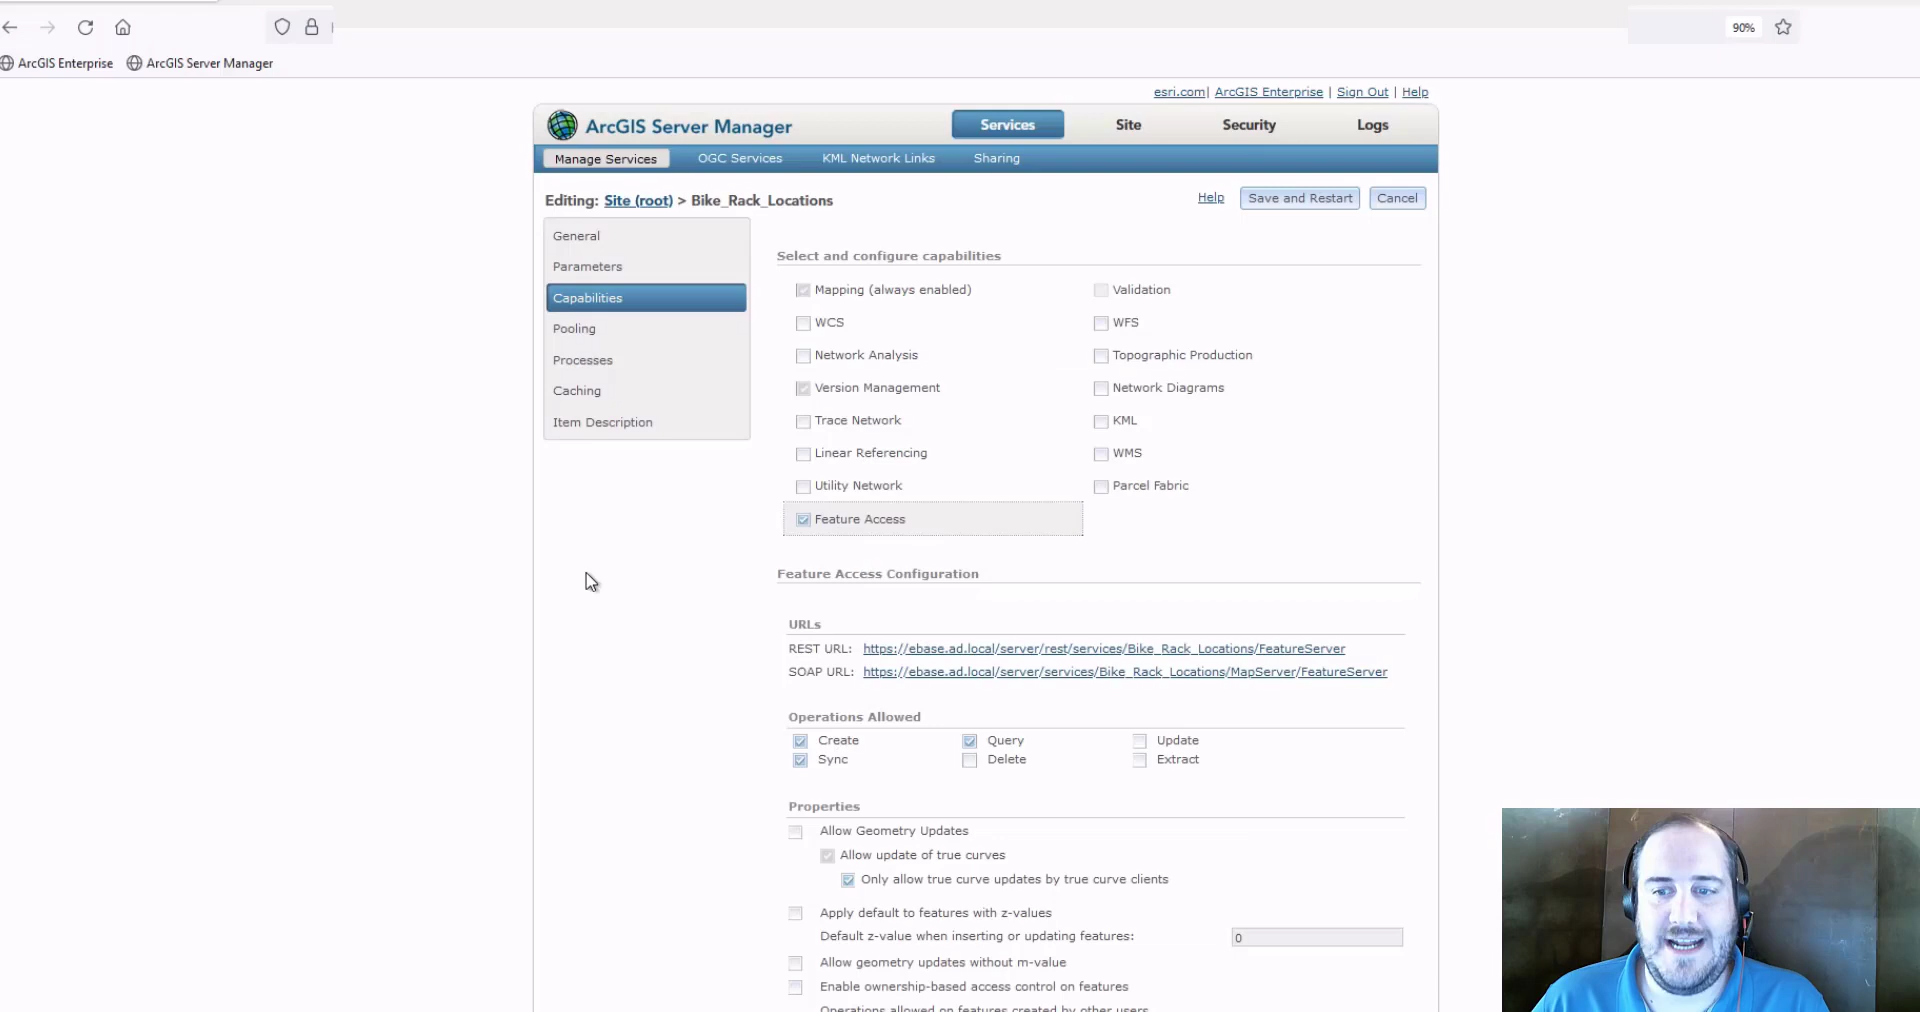 90%
ArcGIS Enterprise ArcGIS Server Manager
esri.com| ArcGIS Enterprise | Sign Out | Help
ArcGIS Server Manager Services Site Security Logs
Manage Services OGC Services KML Network Links Sharing
Editing: Site (root) > Bike_Rack_Locations Help Save and Restart Cancel
General
Parameters
Capabilities
Pooling
Processes
Caching
Item Description
Select and configure capabilities
Mapping (always enabled) Validation
WCS WFS
Network Analysis Topographic Production
Version Management Network Diagrams
Trace Network KML
Linear Referencing WMS
Utility Network Parcel Fabric
Feature Access
Feature Access Configuration
URLs
REST URL: https://ebase.ad.local/server/rest/services/Bike_Rack_Locations/FeatureServer
SOAP URL: https://ebase.ad.local/server/services/Bike_Rack_Locations/MapServer/FeatureServer
Operations Allowed
Create Query Update
Sync Delete Extract
Properties
Allow Geometry Updates
Allow update of true curves
Only allow true curve updates by true curve clients
Apply default to features with z-values
Default z-value when inserting or updating features: 0
Allow geometry updates without m-value
Enable ownership-based access control on features
Operations allowed on features created by other users